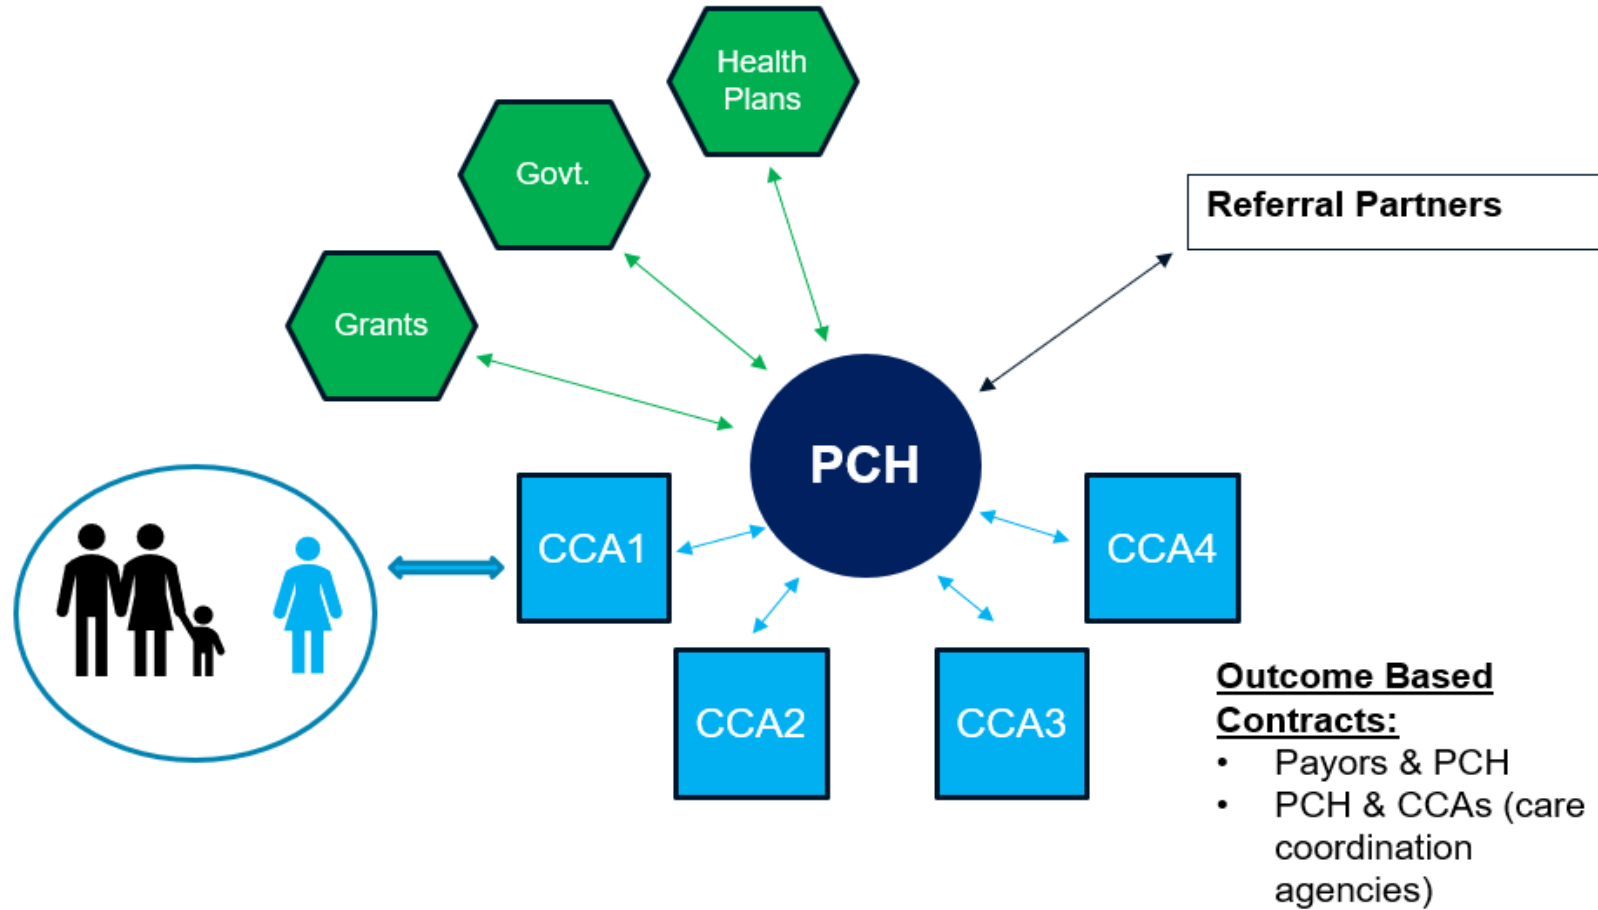 Health
Plans
Govt.
Grants
Referral Partners
PCH
CCA1
CCA4
CCA2
CCA3
Outcome Based
Contracts:
• Payors & PCH
• PCH & CCAs (care
coordination
agencies)